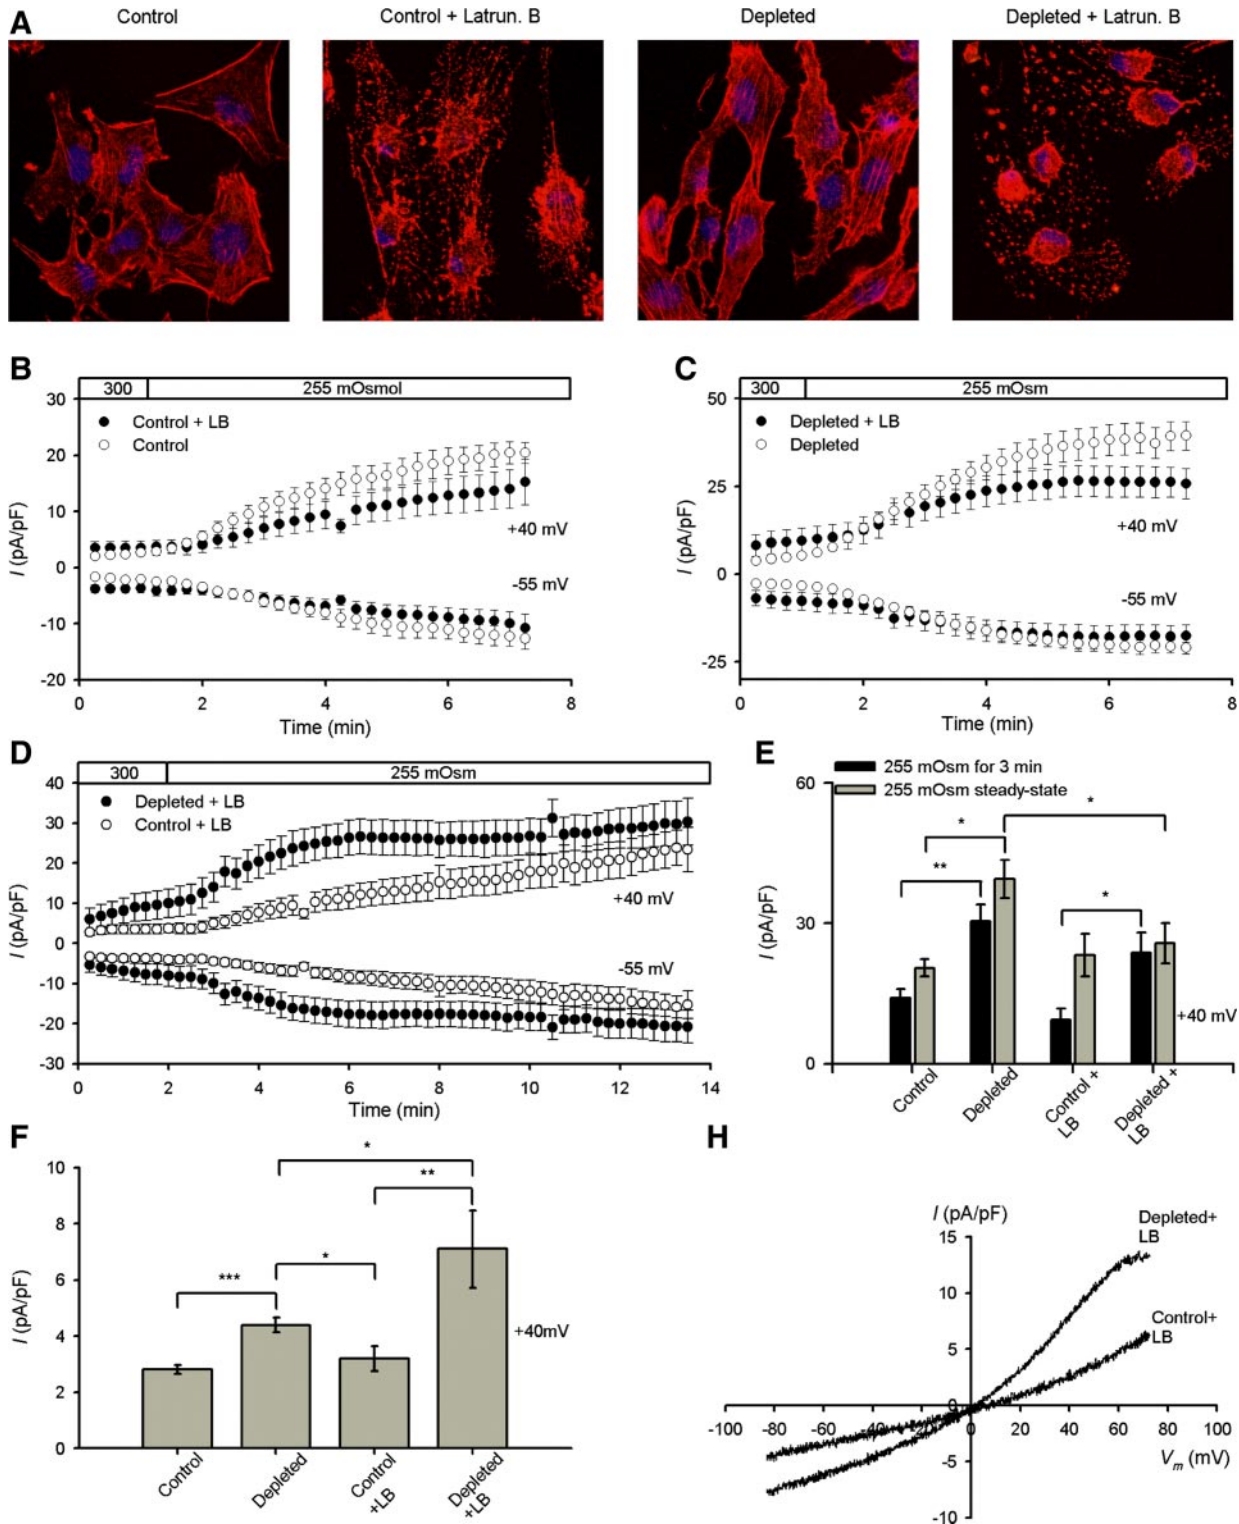 A
Control
Control + Latrun. B
Depleted
Depleted + Latrun. B
B
300
255 mOsmol
30
20
10
0
-10
-20
I (pA/pF)
Control + LB
Control
+40 mV
-55 mV
0
2
4
6
8
Time (min)
C
300
255 mOsm
50
25
0
-25
I (pA/pF)
Depleted + LB
Depleted
+40 mV
-55 mV
0
2
4
6
8
Time (min)
D
300
255 mOsm
40
30
20
10
0
-10
-20
-30
I (pA/pF)
Depleted + LB
Control + LB
+40 mV
-55 mV
0
2
4
6
8
10
12
14
Time (min)
E
255 mOsm for 3 min
255 mOsm steady-state
60
30
0
I (pA/pF)
*
*
**
*
+40 mV
Control
Depleted
Control +
LB
Depleted +
LB
F
10
8
6
4
2
0
I (pA/pF)
*
**
*
***
+40mV
Control
Depleted
Control
+LB
Depleted
+LB
H
I (pA/pF)
15
10
5
0
-5
-10
Depleted+
LB
Control+
LB
-100
-80
-60
-40
-20
0
20
40
60
80
100
Vm (mV)